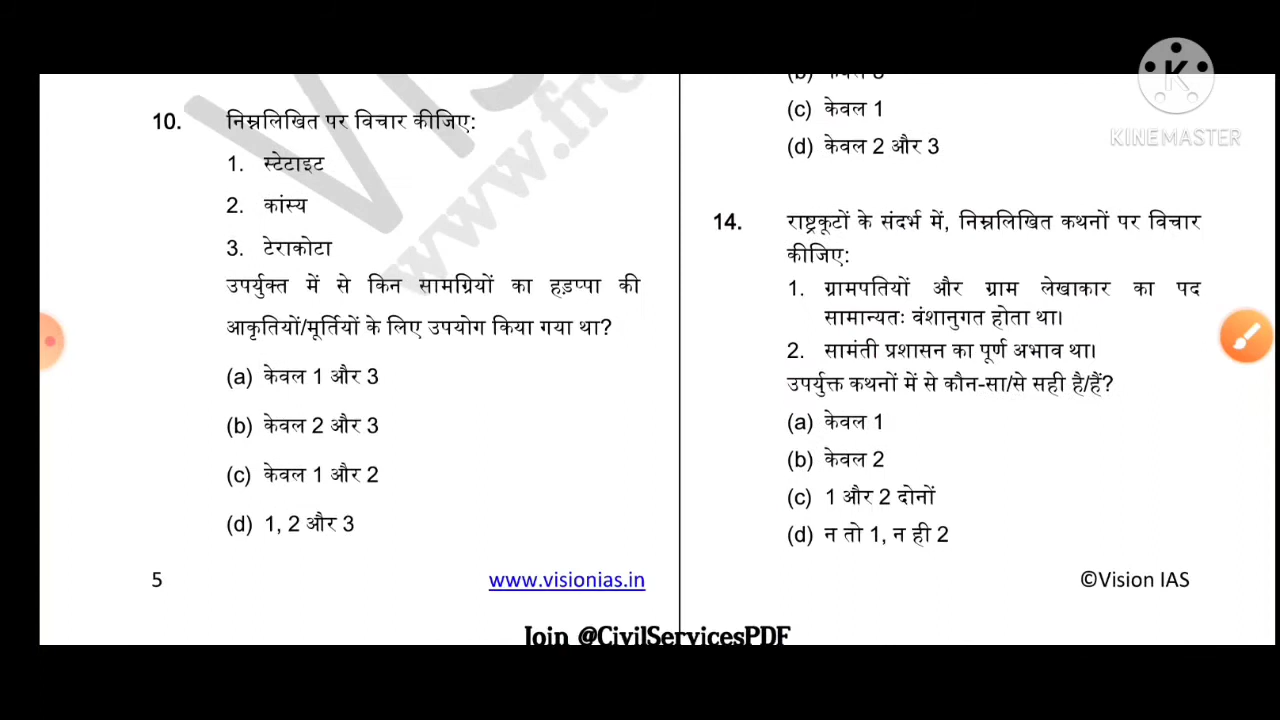 10. निम्नलिखित पर विचार कीजिए:
1. स्टेटाइट
2. कांस्य
3. टेराकोटा
उपर्युक्त में से किन सामग्रियों का हड़प्पा की
आकृतियों/मूर्तियों के लिए उपयोग किया गया था?
(a) केवल 1 और 3
(b) केवल 2 और 3
(c) केवल 1 और 2
(d) 1, 2 और 3
5
www.visionias.in
(c) केवल 1
(d) केवल 2 और 3
14. राष्ट्रकूटों के संदर्भ में, निम्नलिखित कथनों पर विचार
कीजिए:
1. ग्रामपतियों और ग्राम लेखाकार का पद
सामान्यतः वंशानुगत होता था।
2. सामंती प्रशासन का पूर्ण अभाव था।
उपर्युक्त कथनों में से कौन-सा/से सही है/हैं?
(a) केवल 1
(b) केवल 2
(c) 1 और 2 दोनों
(d) न तो 1, न ही 2
©Vision IAS
Join @CivilServicesPDF
K
KINEMASTER